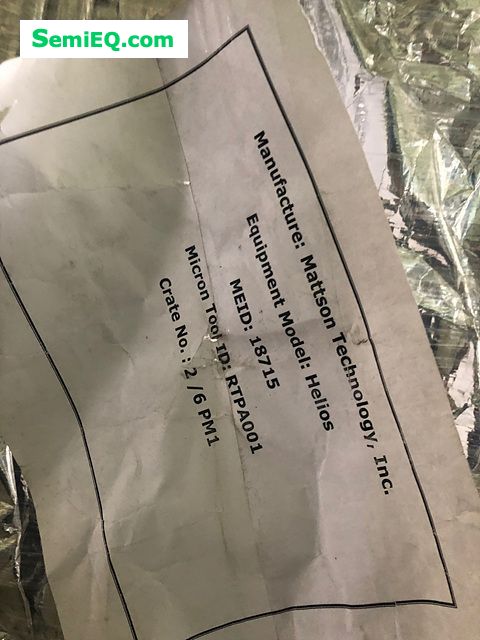 SemiEQ.com
Manufacture: Mattson Technology, Inc.
Equipment Model: Helios
MEID: 18715
Micron Tool ID: RTPA001
Crate No. : 2 /6 PM1